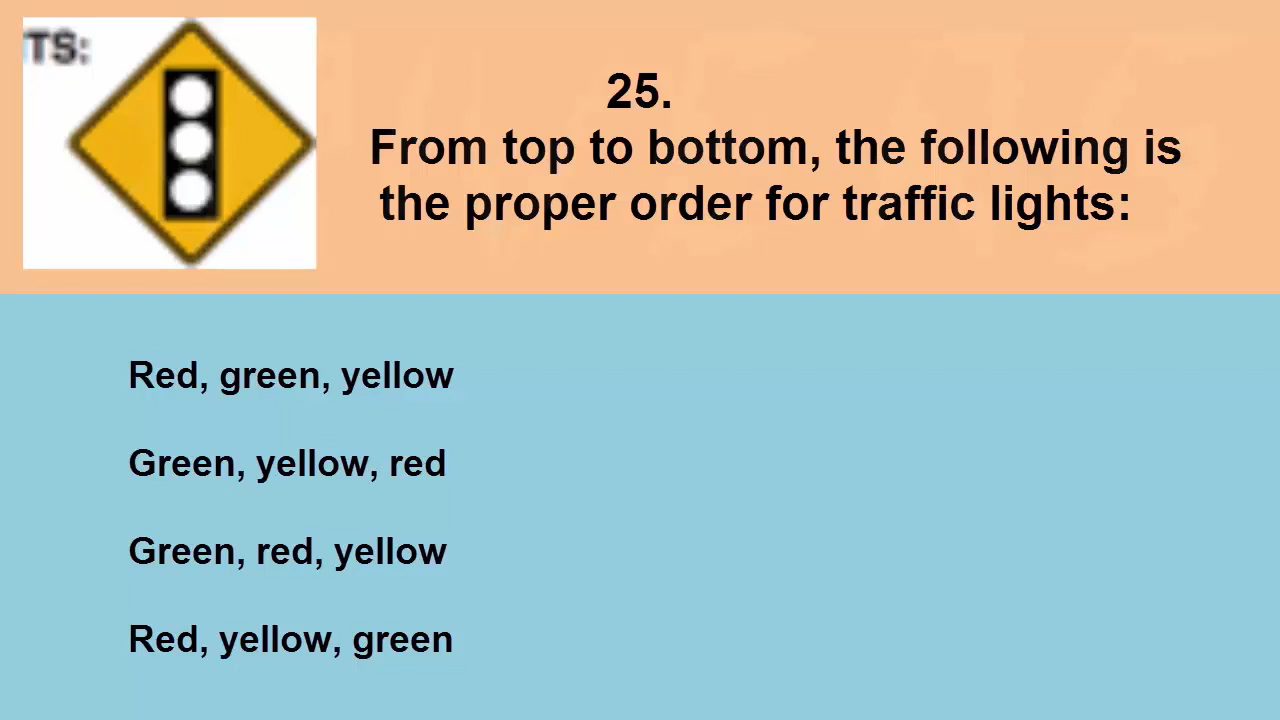 TS:
25.
From top to bottom, the following is
the proper order for traffic lights:
Red, green, yellow
Green, yellow, red
Green, red, yellow
Red, yellow, green